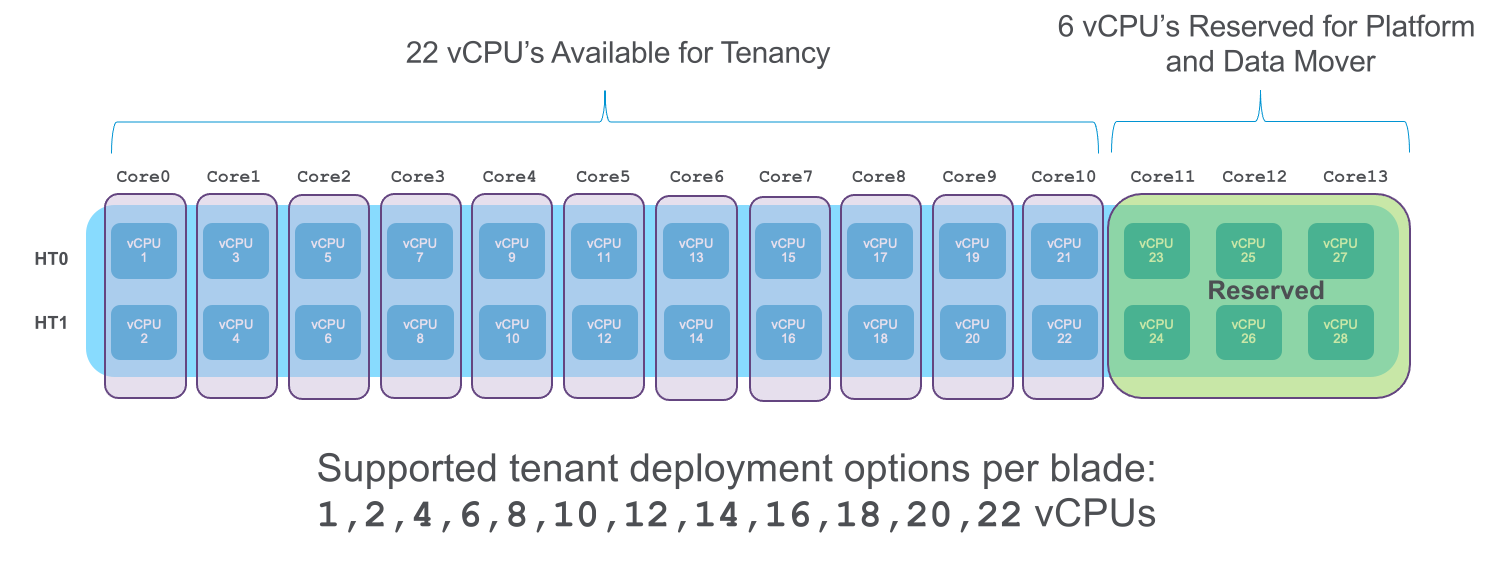 6 vCPU’s Reserved for Platform
and Data Mover
22 vCPU’s Available for Tenancy
Core0 Core1 Core2 Core3 Core4 Core5 Core6 Core7 Core8 Core9 Core10 Core11 Core12 Core13
HT0
vCPU 1
vCPU 3
vCPU 5
vCPU 7
vCPU 9
vCPU 11
vCPU 13
vCPU 15
vCPU 17
vCPU 19
vCPU 21
vCPU 23
vCPU 25
vCPU 27
Reserved
HT1
vCPU 2
vCPU 4
vCPU 6
vCPU 8
vCPU 10
vCPU 12
vCPU 14
vCPU 16
vCPU 18
vCPU 20
vCPU 22
vCPU 24
vCPU 26
vCPU 28
Supported tenant deployment options per blade:
1,2,4,6,8,10,12,14,16,18,20,22 vCPUs